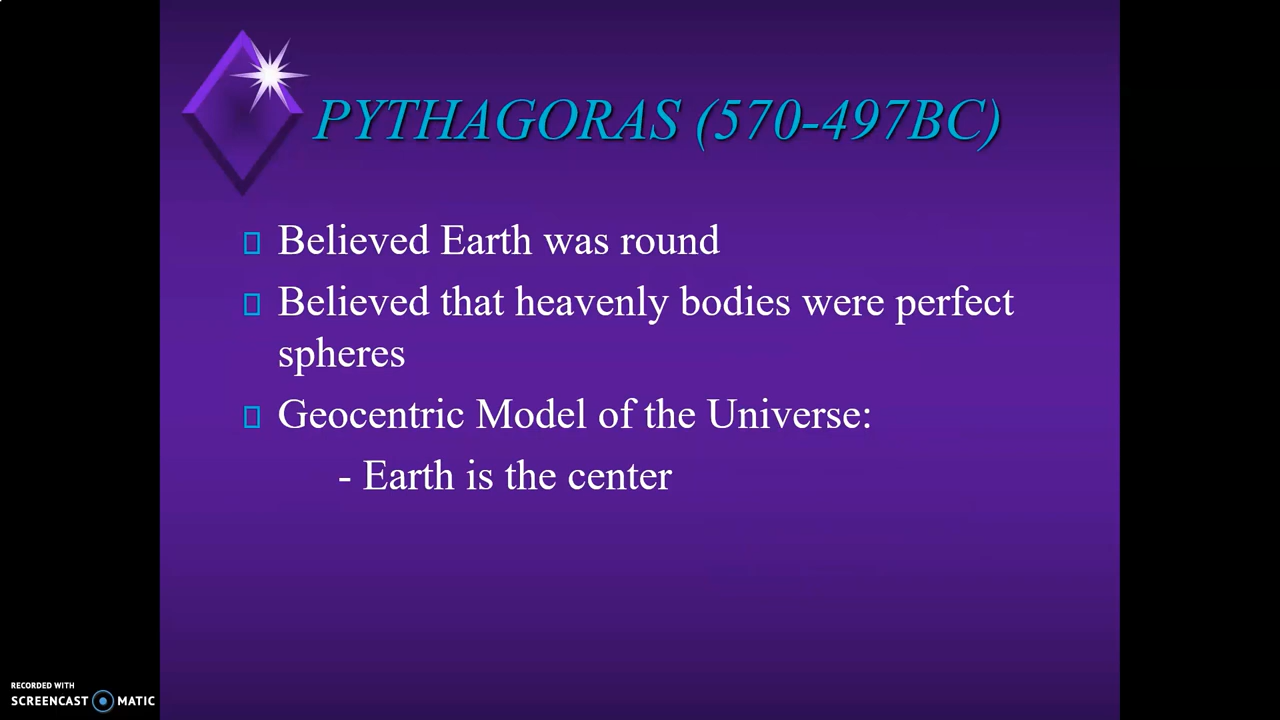 PYTHAGORAS (570-497BC)
Believed Earth was round
Believed that heavenly bodies were perfect
spheres
Geocentric Model of the Universe:
- Earth is the center
RECORDED WITH
SCREENCAST MATIC